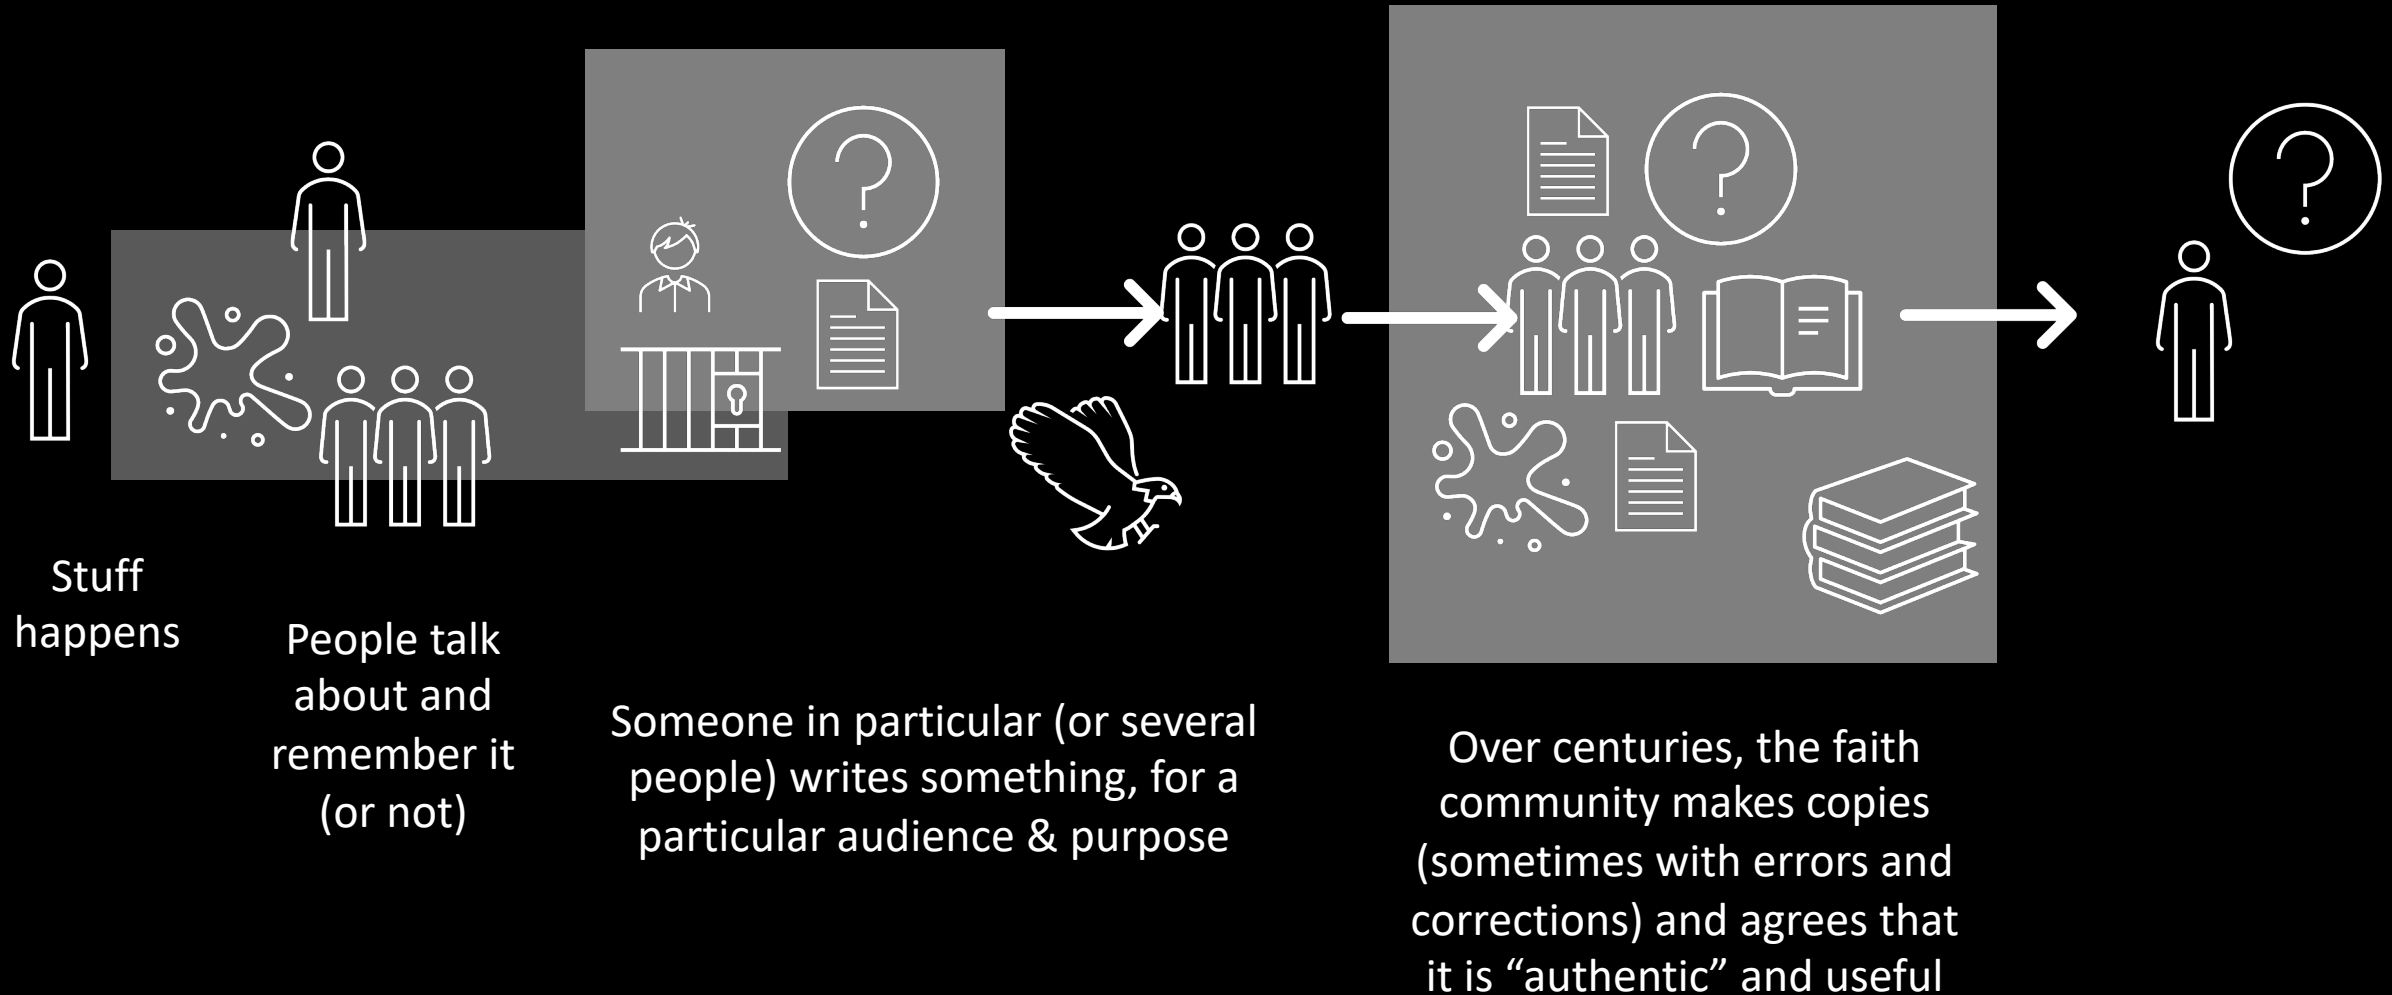 Stuff
happens
People talk
about and
remember it
(or not)
Someone in particular (or several
people) writes something, for a
particular audience & purpose
Over centuries, the faith
community makes copies
(sometimes with errors and
corrections) and agrees that
it is “authentic” and useful